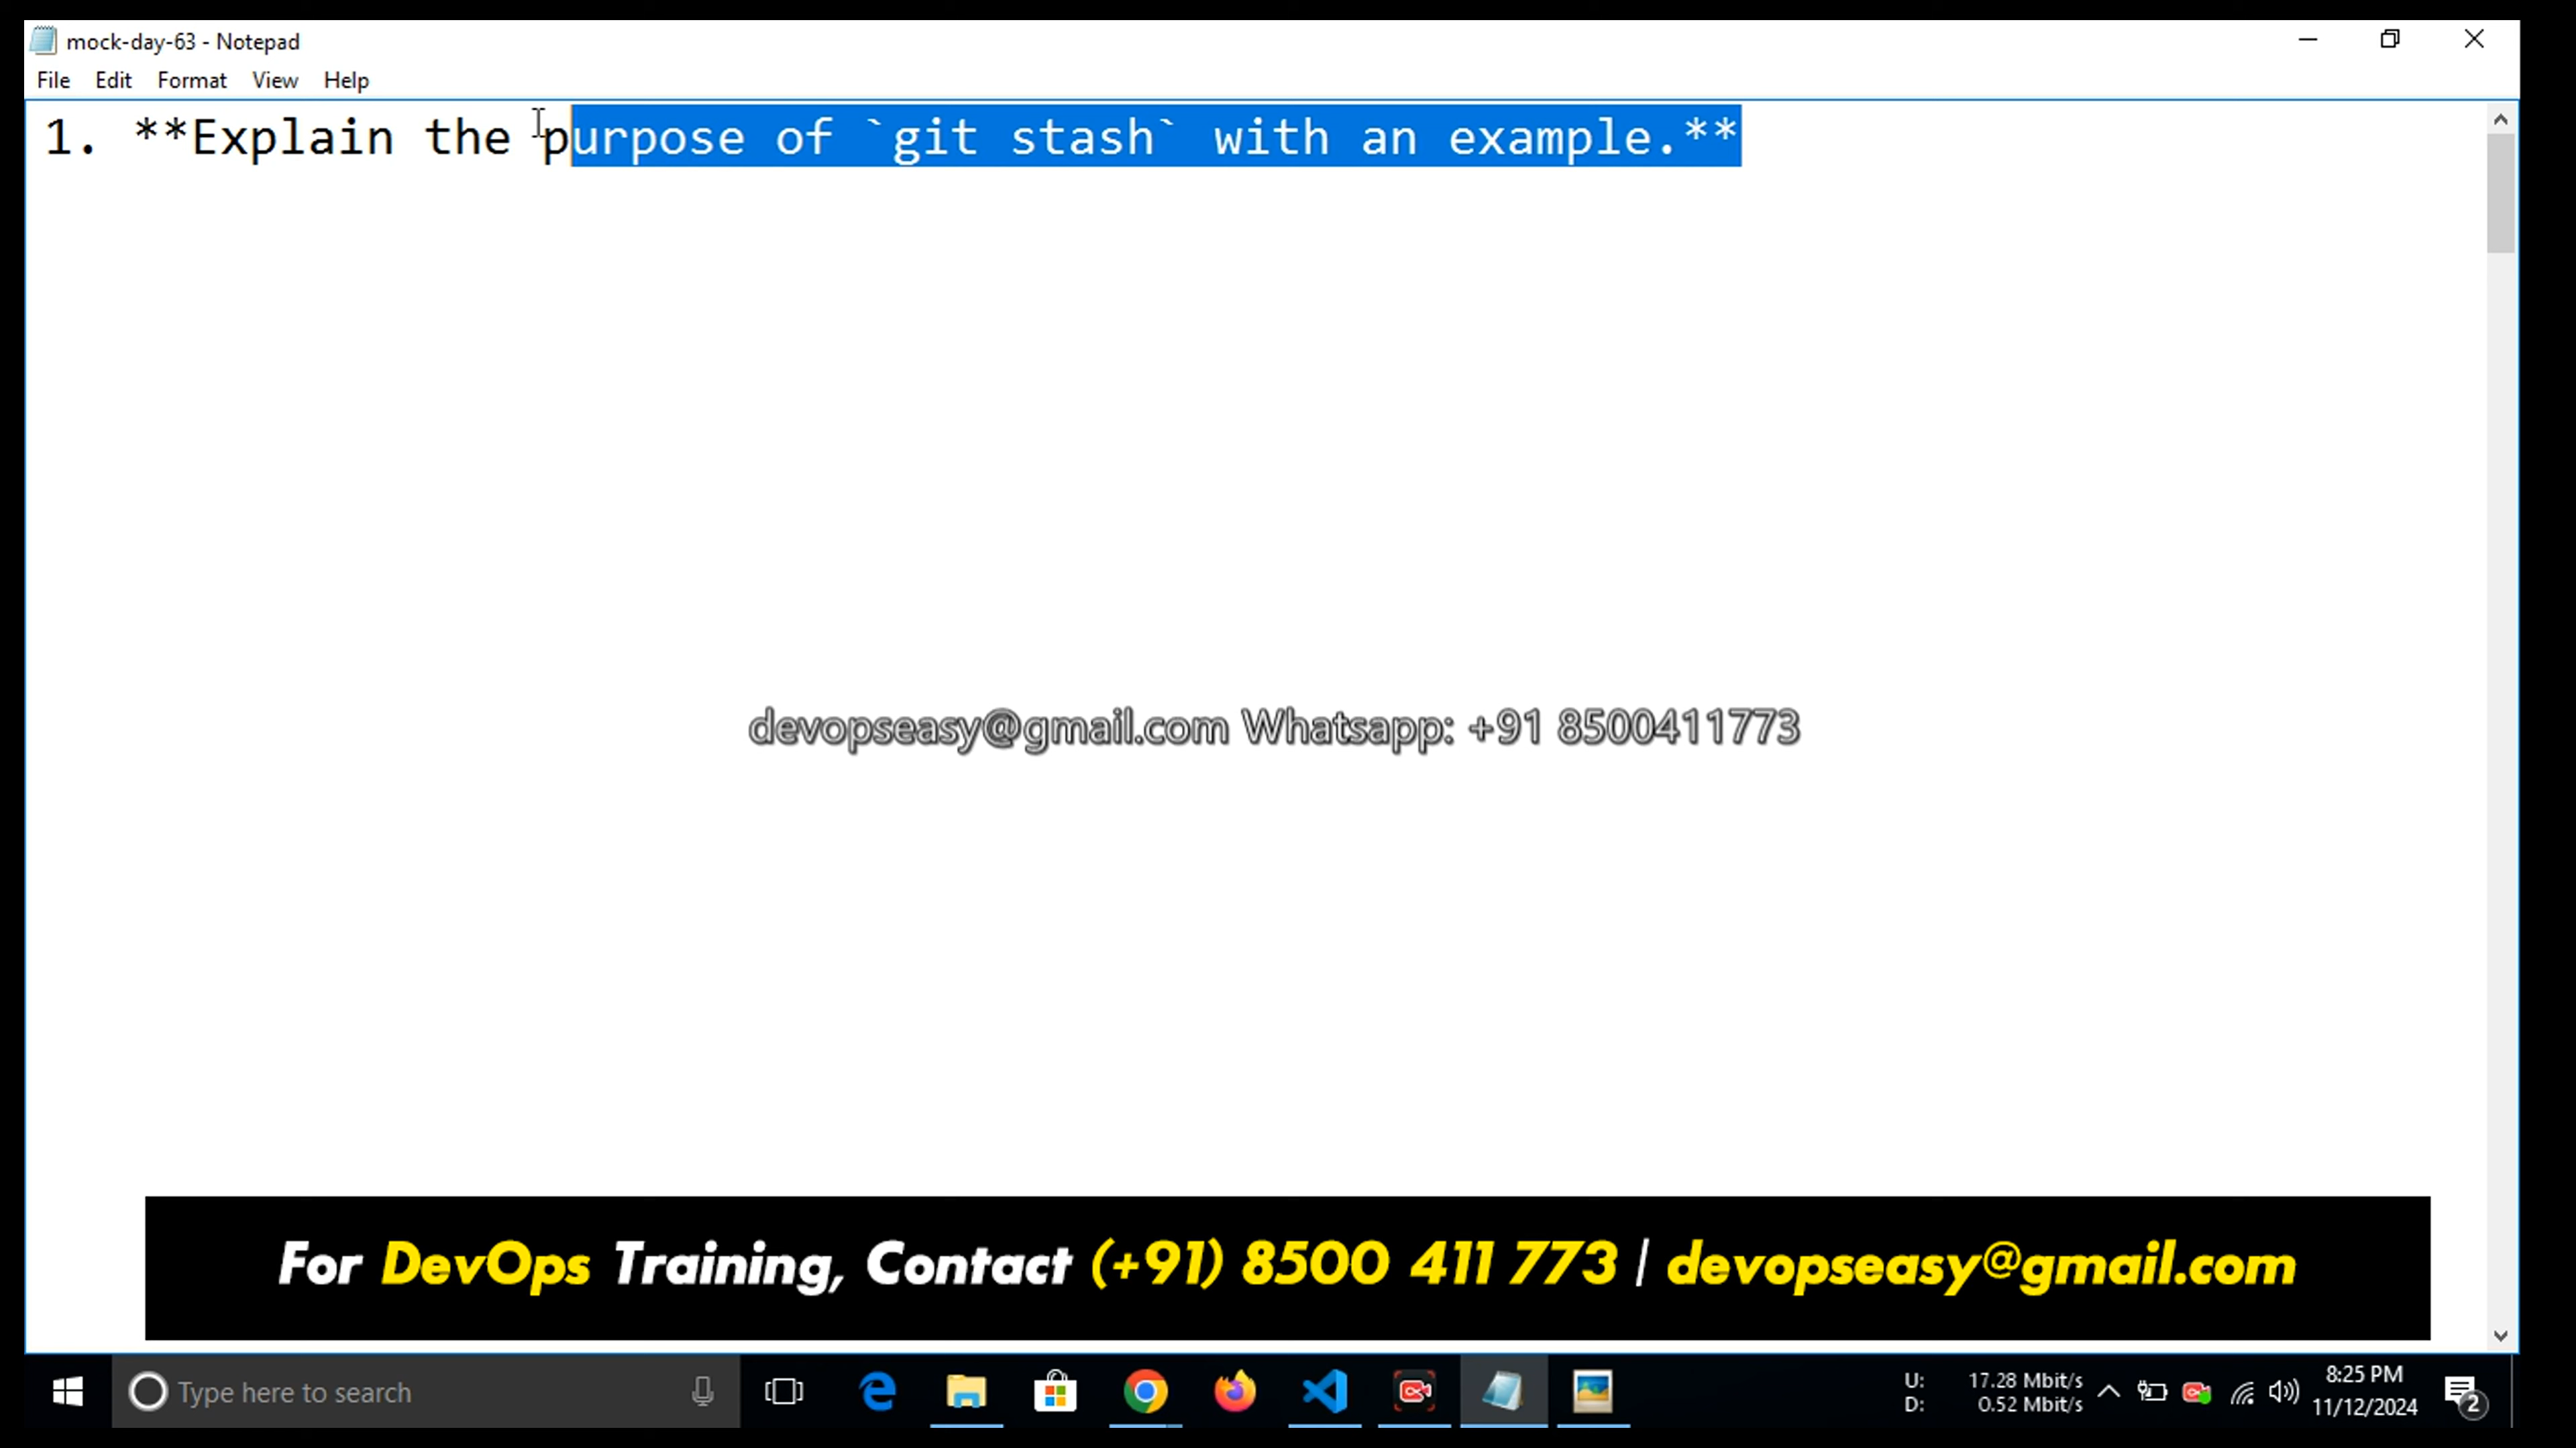 mock-day-63 - Notepad
File Edit Format View Help
1. **Explain the purpose of `git stash` with an example.**
devopseasy@gmail.com Whatsapp: +91 8500411773
For DevOps Training, Contact (+91) 8500 411 773 | devopseasy@gmail.com
Type here to search
U: 17.28 Mbit/s
D: 0.52 Mbit/s
8:25 PM
11/12/2024
2